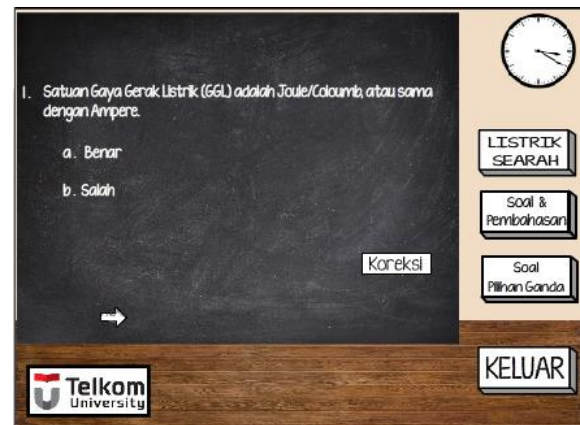 1. Satuan Gaya Gerak Listrik (GGL) adalah Joule/Coloumb, atau sama
dengan Ampere.
a. Benar
b. Salah
Koreksi
LISTRIK
SEARAH
Soal &
Pembahasan
Soal
Pilihan Ganda
KELUAR
Telkom
University